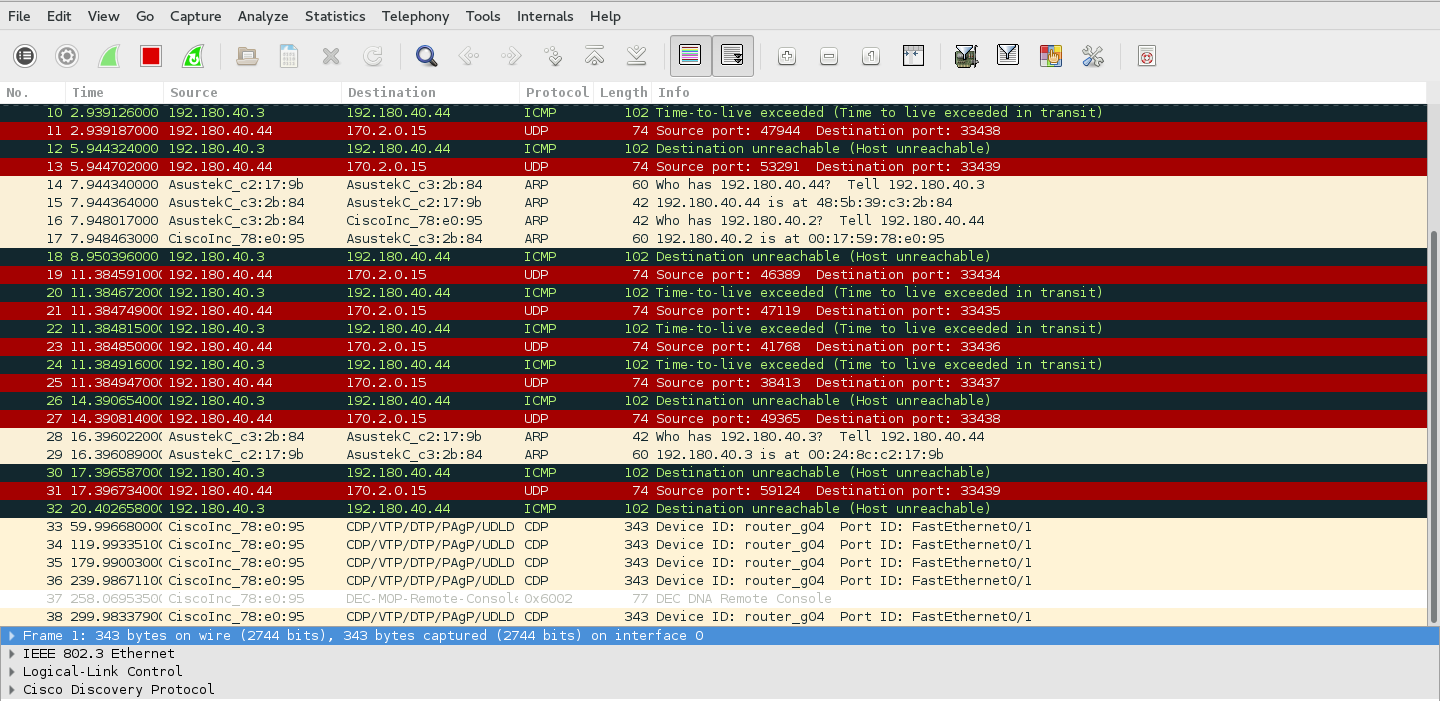 File Edit View Go Capture Analyze Statistics Telephony Tools Internals Help
No. Time Source Destination Protocol Length Info
10 2.939126000 192.180.40.3 192.180.40.44 ICMP 102 Time-to-live exceeded (Time to live exceeded in transit)
11 2.939187000 192.180.40.44 170.2.0.15 UDP 74 Source port: 47944 Destination port: 33438
12 5.944324000 192.180.40.3 192.180.40.44 ICMP 102 Destination unreachable (Host unreachable)
13 5.944702000 192.180.40.44 170.2.0.15 UDP 74 Source port: 53291 Destination port: 33439
14 7.944340000 AsustekC_c2:17:9b AsustekC_c3:2b:84 ARP 60 Who has 192.180.40.44? Tell 192.180.40.3
15 7.944364000 AsustekC_c3:2b:84 AsustekC_c2:17:9b ARP 42 192.180.40.44 is at 48:5b:39:c3:2b:84
16 7.948017000 AsustekC_c3:2b:84 CiscoInc_78:e0:95 ARP 42 Who has 192.180.40.2? Tell 192.180.40.44
17 7.948463000 CiscoInc_78:e0:95 AsustekC_c3:2b:84 ARP 60 192.180.40.2 is at 00:17:59:78:e0:95
18 8.950396000 192.180.40.3 192.180.40.44 ICMP 102 Destination unreachable (Host unreachable)
19 11.38459100 192.180.40.44 170.2.0.15 UDP 74 Source port: 46389 Destination port: 33434
20 11.38467200 192.180.40.3 192.180.40.44 ICMP 102 Time-to-live exceeded (Time to live exceeded in transit)
21 11.38474900 192.180.40.44 170.2.0.15 UDP 74 Source port: 47119 Destination port: 33435
22 11.38481500 192.180.40.3 192.180.40.44 ICMP 102 Time-to-live exceeded (Time to live exceeded in transit)
23 11.38485000 192.180.40.44 170.2.0.15 UDP 74 Source port: 41768 Destination port: 33436
24 11.38491600 192.180.40.3 192.180.40.44 ICMP 102 Time-to-live exceeded (Time to live exceeded in transit)
25 11.38494700 192.180.40.44 170.2.0.15 UDP 74 Source port: 38413 Destination port: 33437
26 14.39065400 192.180.40.3 192.180.40.44 ICMP 102 Destination unreachable (Host unreachable)
27 14.39081400 192.180.40.44 170.2.0.15 UDP 74 Source port: 49365 Destination port: 33438
28 16.39602200 AsustekC_c3:2b:84 AsustekC_c2:17:9b ARP 42 Who has 192.180.40.3? Tell 192.180.40.44
29 16.39608900 AsustekC_c2:17:9b AsustekC_c3:2b:84 ARP 60 192.180.40.3 is at 00:24:8c:c2:17:9b
30 17.39658700 192.180.40.3 192.180.40.44 ICMP 102 Destination unreachable (Host unreachable)
31 17.39673400 192.180.40.44 170.2.0.15 UDP 74 Source port: 59124 Destination port: 33439
32 20.40265800 192.180.40.3 192.180.40.44 ICMP 102 Destination unreachable (Host unreachable)
33 59.99668000 CiscoInc_78:e0:95 CDP/VTP/DTP/PAgP/UDLD CDP 343 Device ID: router_g04 Port ID: FastEthernet0/1
34 119.9933510 CiscoInc_78:e0:95 CDP/VTP/DTP/PAgP/UDLD CDP 343 Device ID: router_g04 Port ID: FastEthernet0/1
35 179.9900300 CiscoInc_78:e0:95 CDP/VTP/DTP/PAgP/UDLD CDP 343 Device ID: router_g04 Port ID: FastEthernet0/1
36 239.9867110 CiscoInc_78:e0:95 CDP/VTP/DTP/PAgP/UDLD CDP 343 Device ID: router_g04 Port ID: FastEthernet0/1
37 258.0695350 CiscoInc_78:e0:95 DEC-MOP-Remote-Console 0x6002 77 DEC DNA Remote Console
38 299.9833790 CiscoInc_78:e0:95 CDP/VTP/DTP/PAgP/UDLD CDP 343 Device ID: router_g04 Port ID: FastEthernet0/1
Frame 1: 343 bytes on wire (2744 bits), 343 bytes captured (2744 bits) on interface 0
IEEE 802.3 Ethernet
Logical-Link Control
Cisco Discovery Protocol